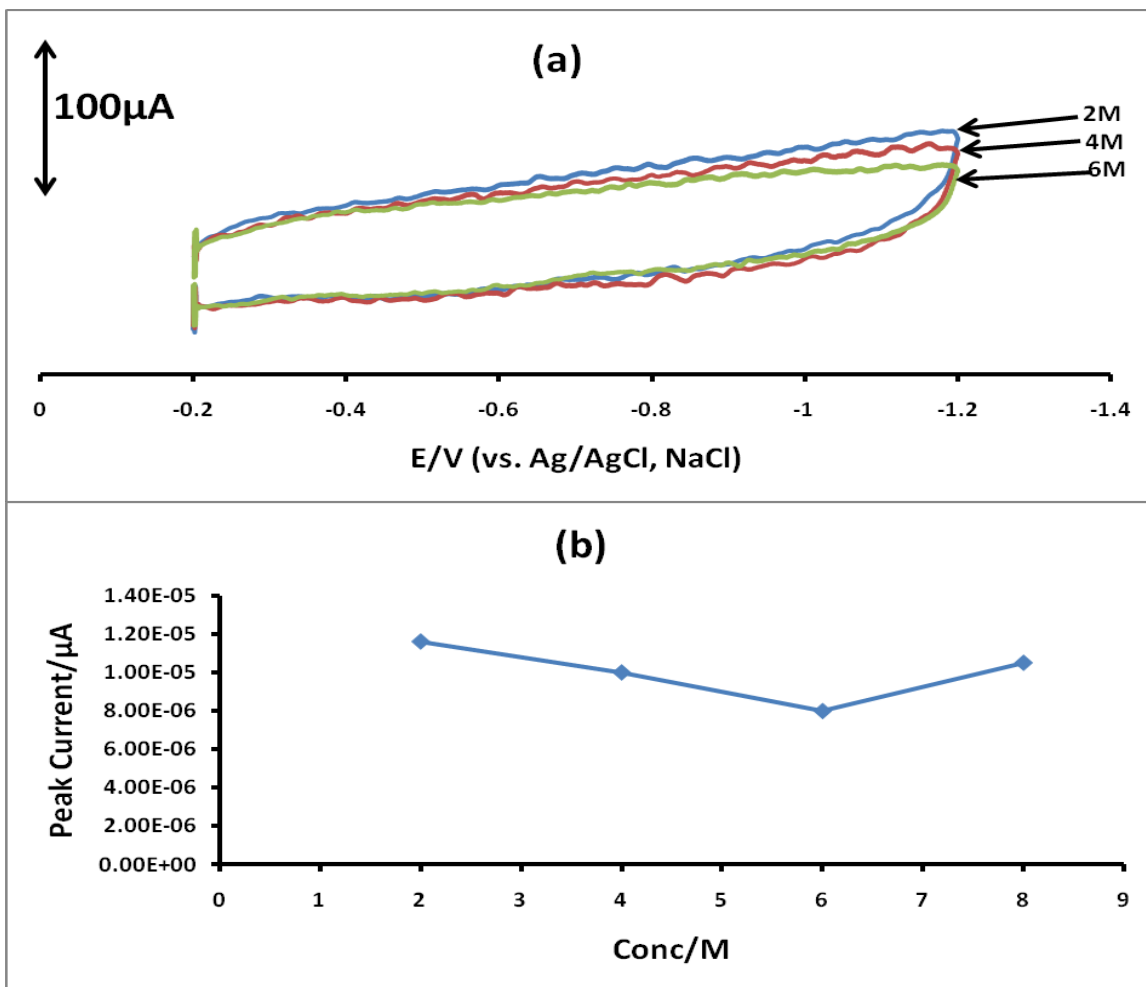 (a)
100µA
2M
4M
6M
0 -0.2 -0.4 -0.6 -0.8 -1 -1.2 -1.4
E/V (vs. Ag/AgCl, NaCl)
(b)
1.40E-05
1.20E-05
1.00E-05
8.00E-06
6.00E-06
4.00E-06
2.00E-06
0.00E+00
Peak Current/µA
0 1 2 3 4 5 6 7 8 9
Conc/M